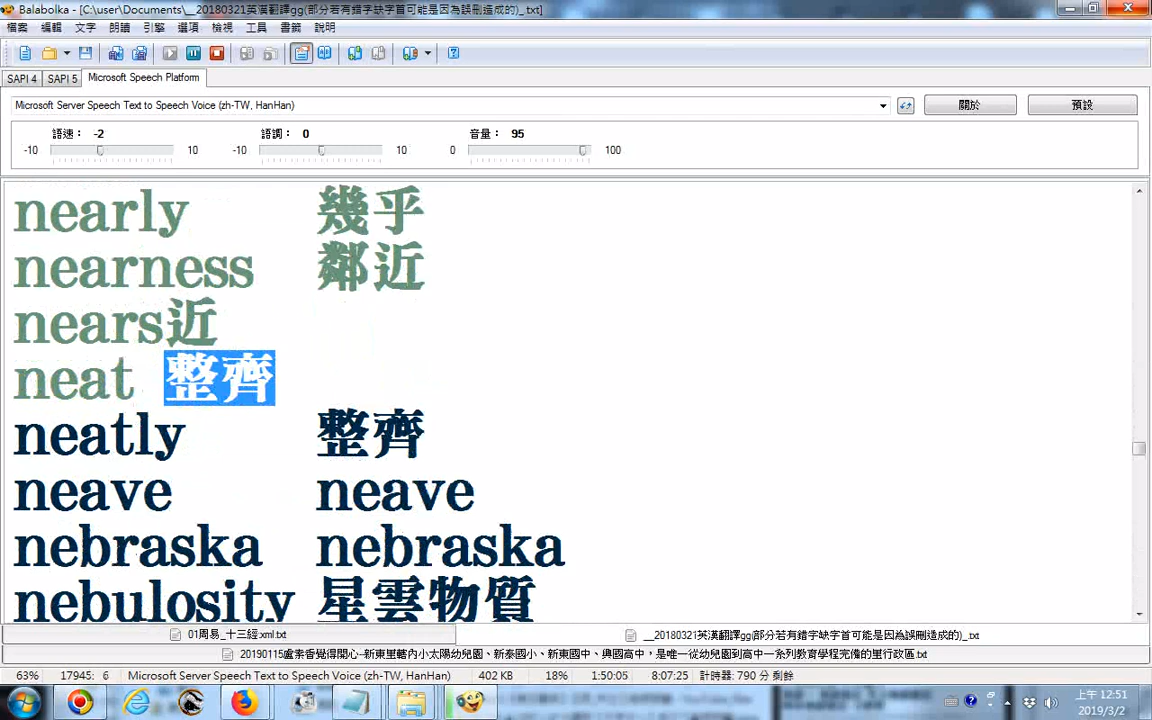 Balabolka - [C:\user\Documents\__20180321英漢翻譯gg(部分若有錯字缺字首可能是因為誤刪造成的)_.txt]
檔案 編輯 文字 朗讀 引擎 選項 檢視 工具 書籤 說明
SAPI 4 SAPI 5 Microsoft Speech Platform
Microsoft Server Speech Text to Speech Voice (zh-TW, HanHan) 關於 預設
語速： -2 語調： 0 音量： 95
-10 10 -10 10 0 100
nearly 幾乎
nearness 鄰近
nears近
neat 整齊
neatly 整齊
neave neave
nebraska nebraska
nebulosity 星雲物質
01周易_十三經.xml.txt __20180321英漢翻譯gg(部分若有錯字缺字首可能是因為誤刪造成的)_.txt
20190115盧素香覺得開心-新東里轄內小太陽幼兒園、新泰國小、新東國中、興國高中，是唯一從幼兒園到高中一系列教育學程完備的里行政區.txt
63% 17945: 6 Microsoft Server Speech Text to Speech Voice (zh-TW, HanHan) 402 KB 18% 1:50:05 8:07:25 計時器: 790 分 剩餘
上午 12:51
2019/3/2